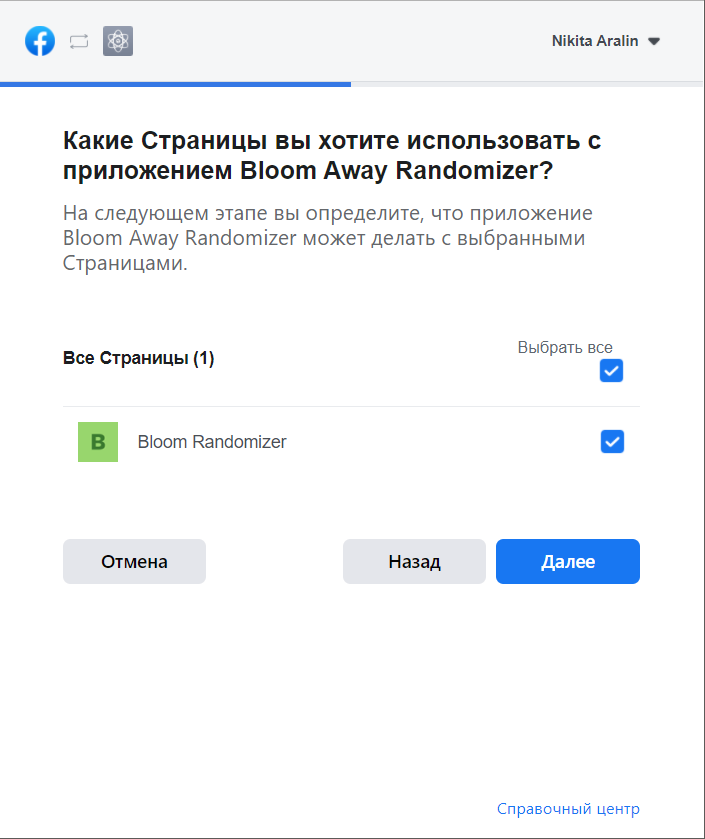 Nikita Aralin
Какие Страницы вы хотите использовать с
приложением Bloom Away Randomizer?
На следующем этапе вы определите, что приложение
Bloom Away Randomizer может делать с выбранными
Страницами.
Выбрать все
Все Страницы (1)
B
Bloom Randomizer
Отмена
Назад
Далее
Справочный центр